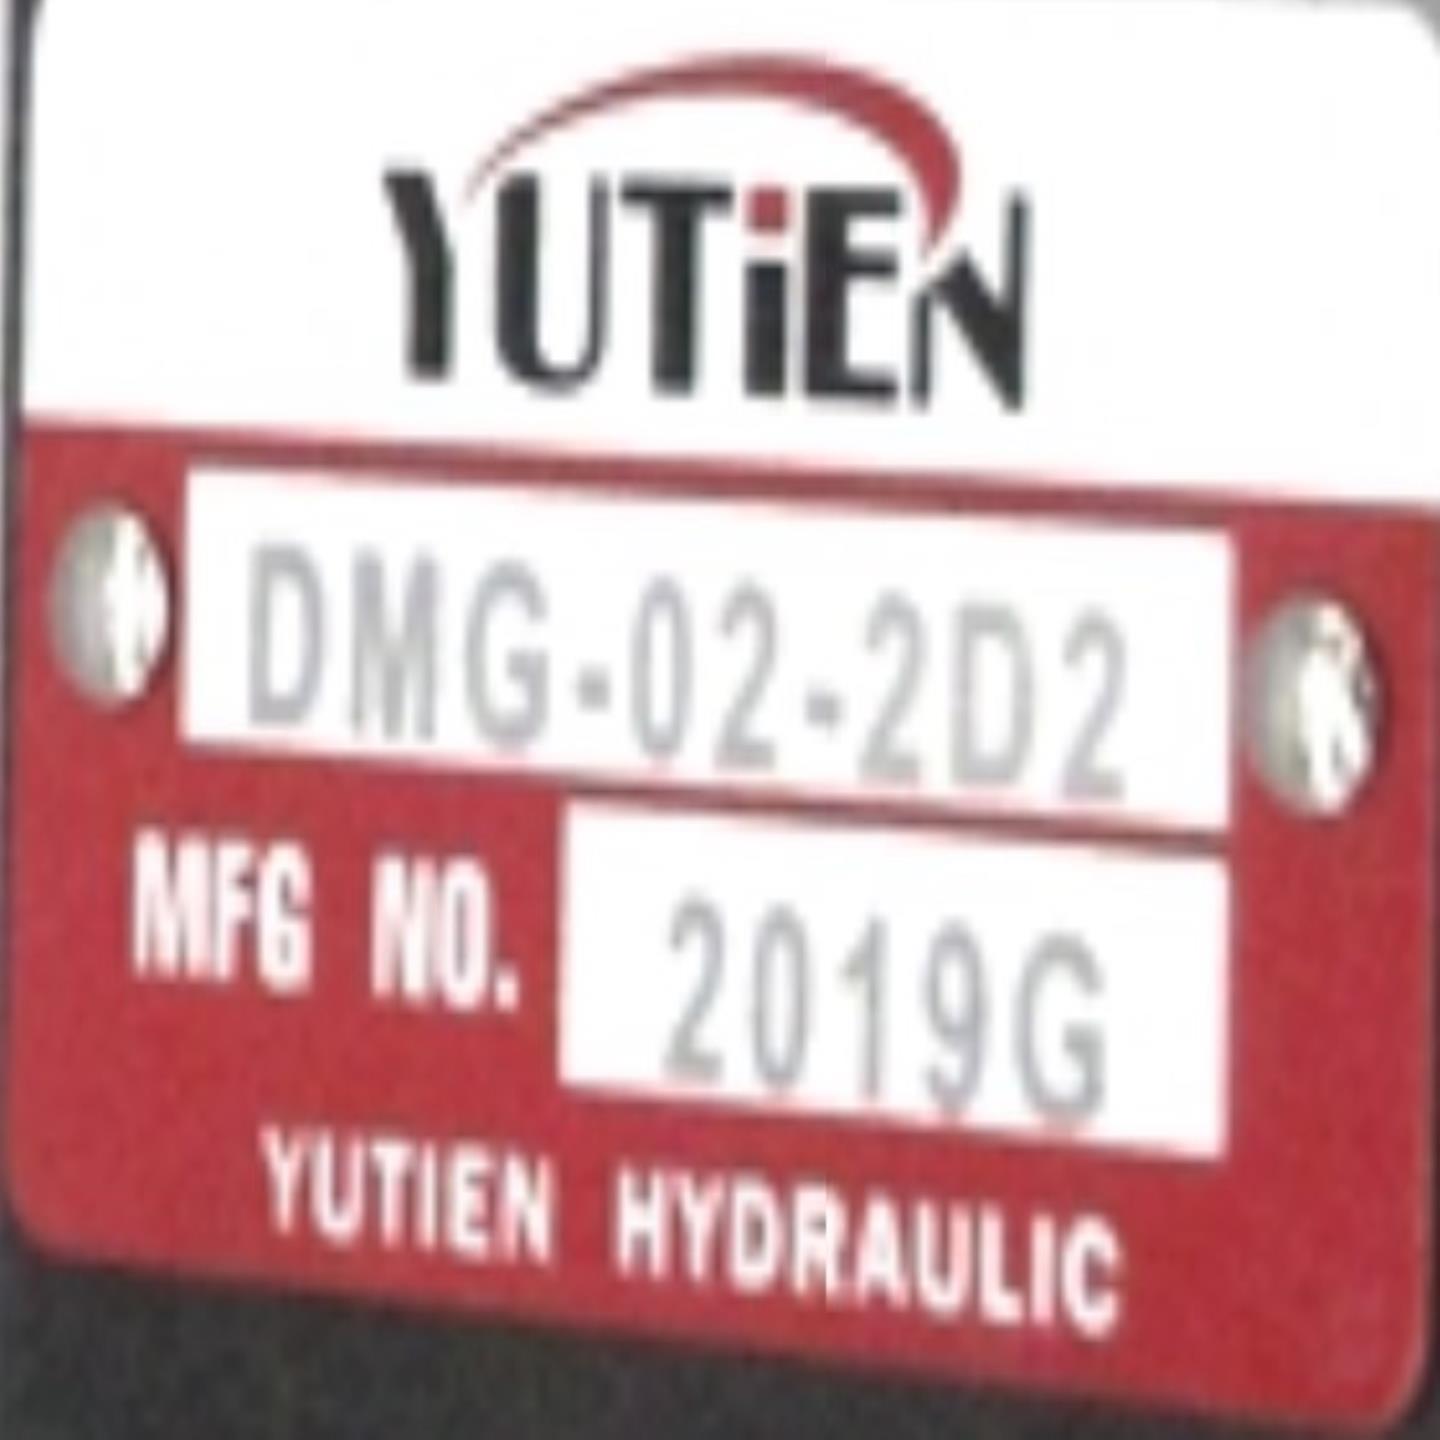 YUTiEN
DMG-02-2D2
MFG NO. 2019G
YUTIEN HYDRAULIC